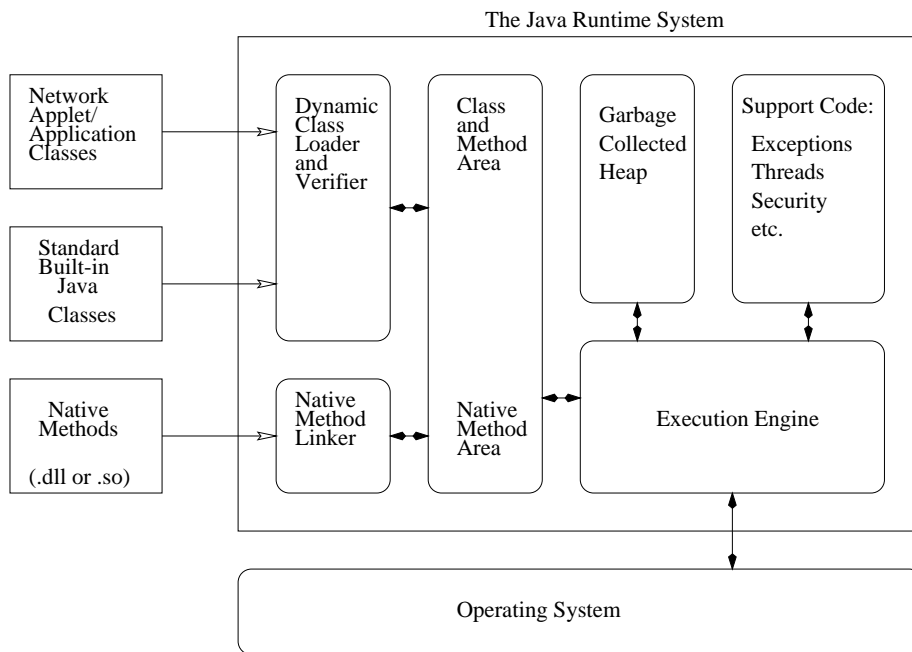 The Java Runtime System
Network
Applet/
Application
Classes
Standard
Built-in
Java
Classes
Native
Methods
(.dll or .so)
Dynamic
Class
Loader
and
Verifier
Native
Method
Linker
Class
and
Method
Area
Native
Method
Area
Garbage
Collected
Heap
Support Code:
Exceptions
Threads
Security
etc.
Execution Engine
Operating System